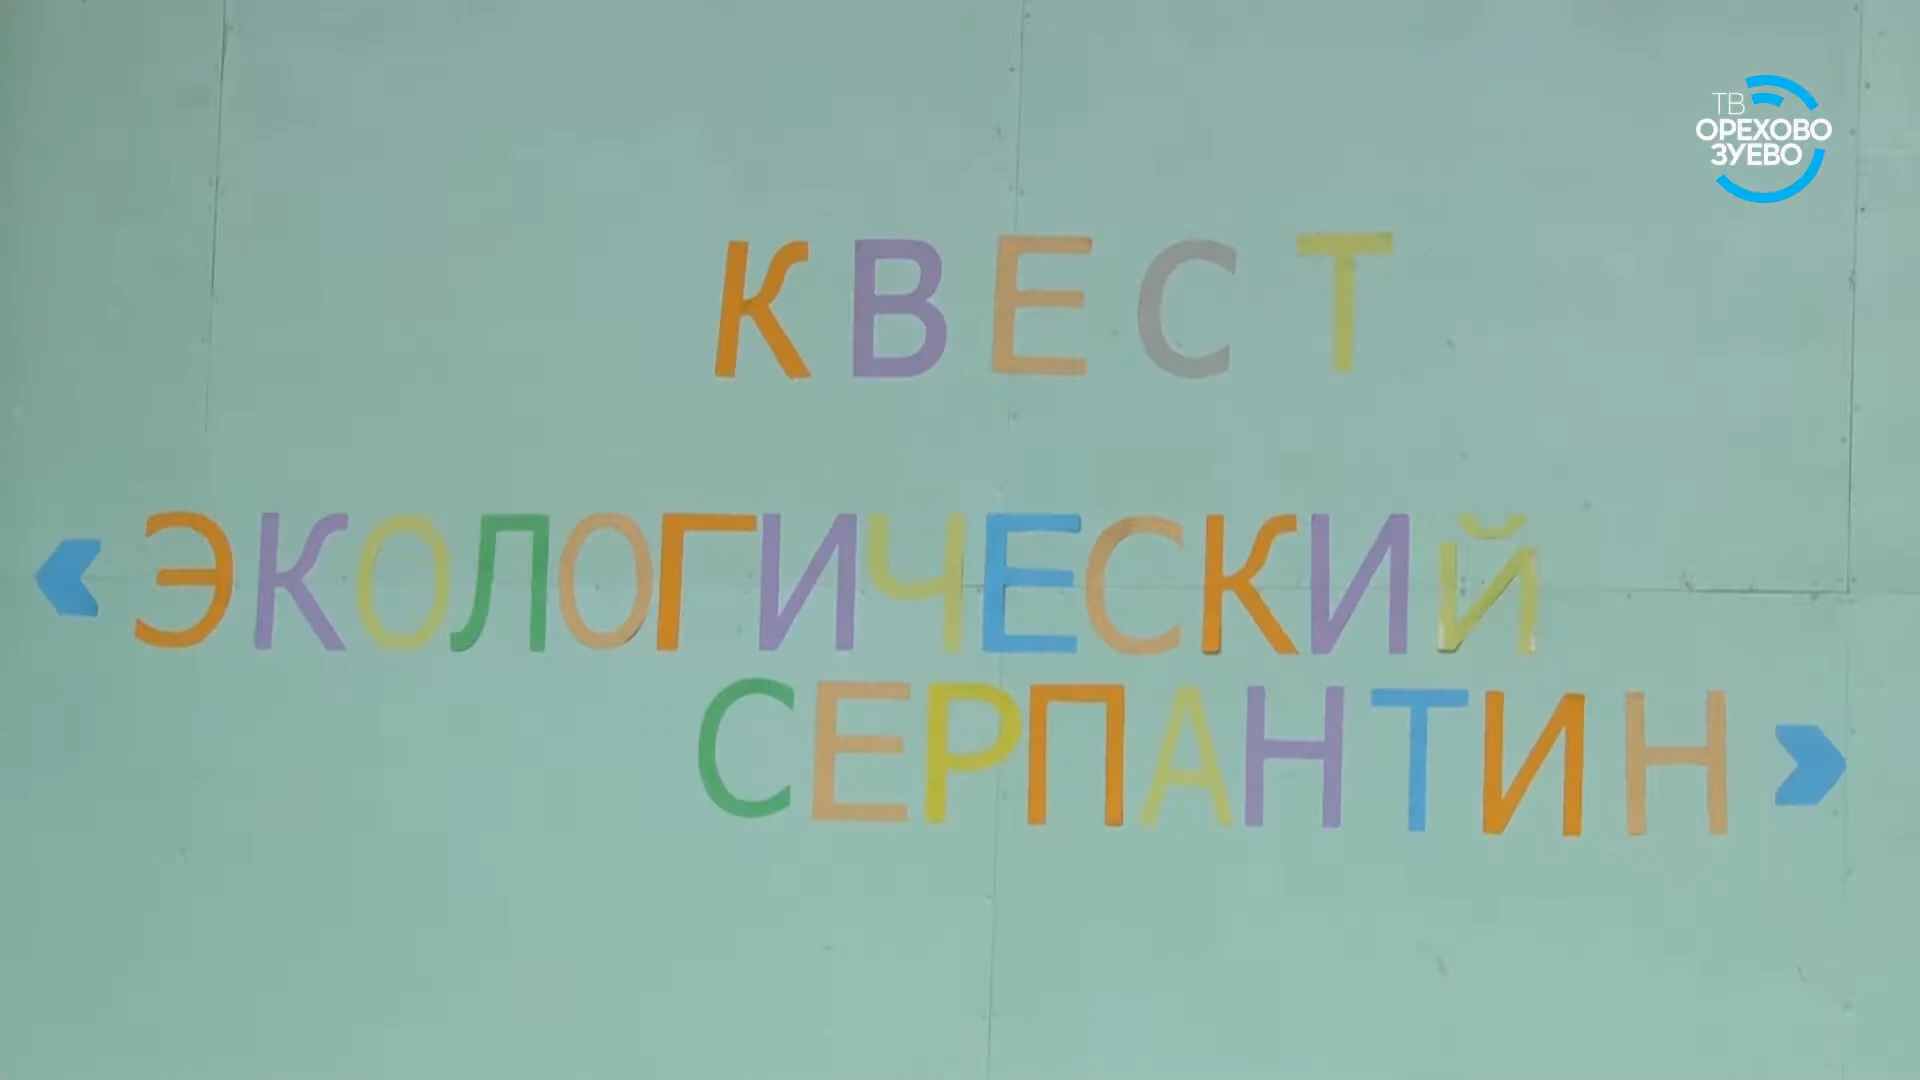 ТВ
ОРЕХОВО
ЗУЕВО
КВЕСТ
‹ЭКОЛОГИЧЕСКИЙ
СЕРПАНТИН›